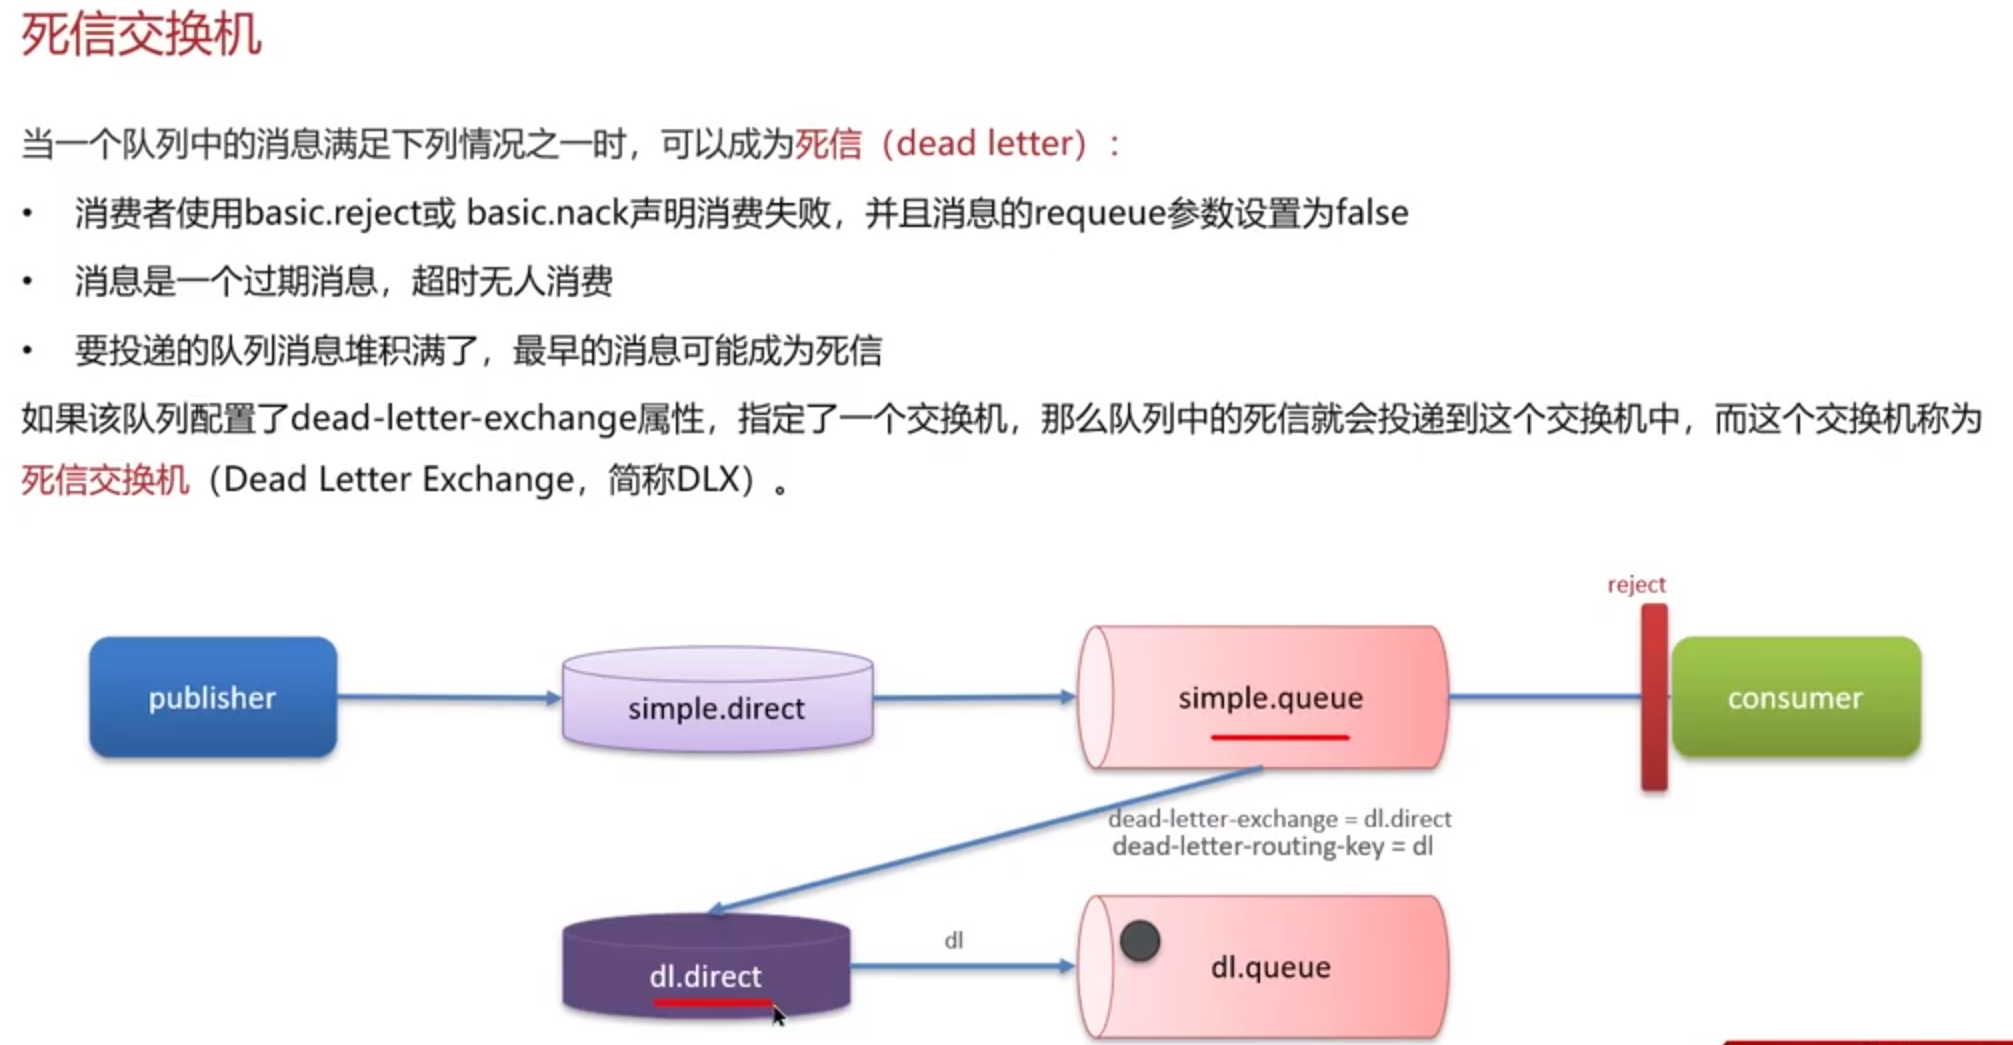 死信交换机
当一个队列中的消息满足下列情况之一时，可以成为死信（dead letter）：
• 消费者使用basic.reject或 basic.nack声明消费失败，并且消息的requeue参数设置为false
• 消息是一个过期消息，超时无人消费
• 要投递的队列消息堆积满了，最早的消息可能成为死信
如果该队列配置了dead-letter-exchange属性，指定了一个交换机，那么队列中的死信就会投递到这个交换机中，而这个交换机称为
死信交换机（Dead Letter Exchange，简称DLX）。
reject
publisher
simple.direct
simple.queue
consumer
dead-letter-exchange = dl.direct
dead-letter-routing-key = dl
dl.direct
dl
dl.queue